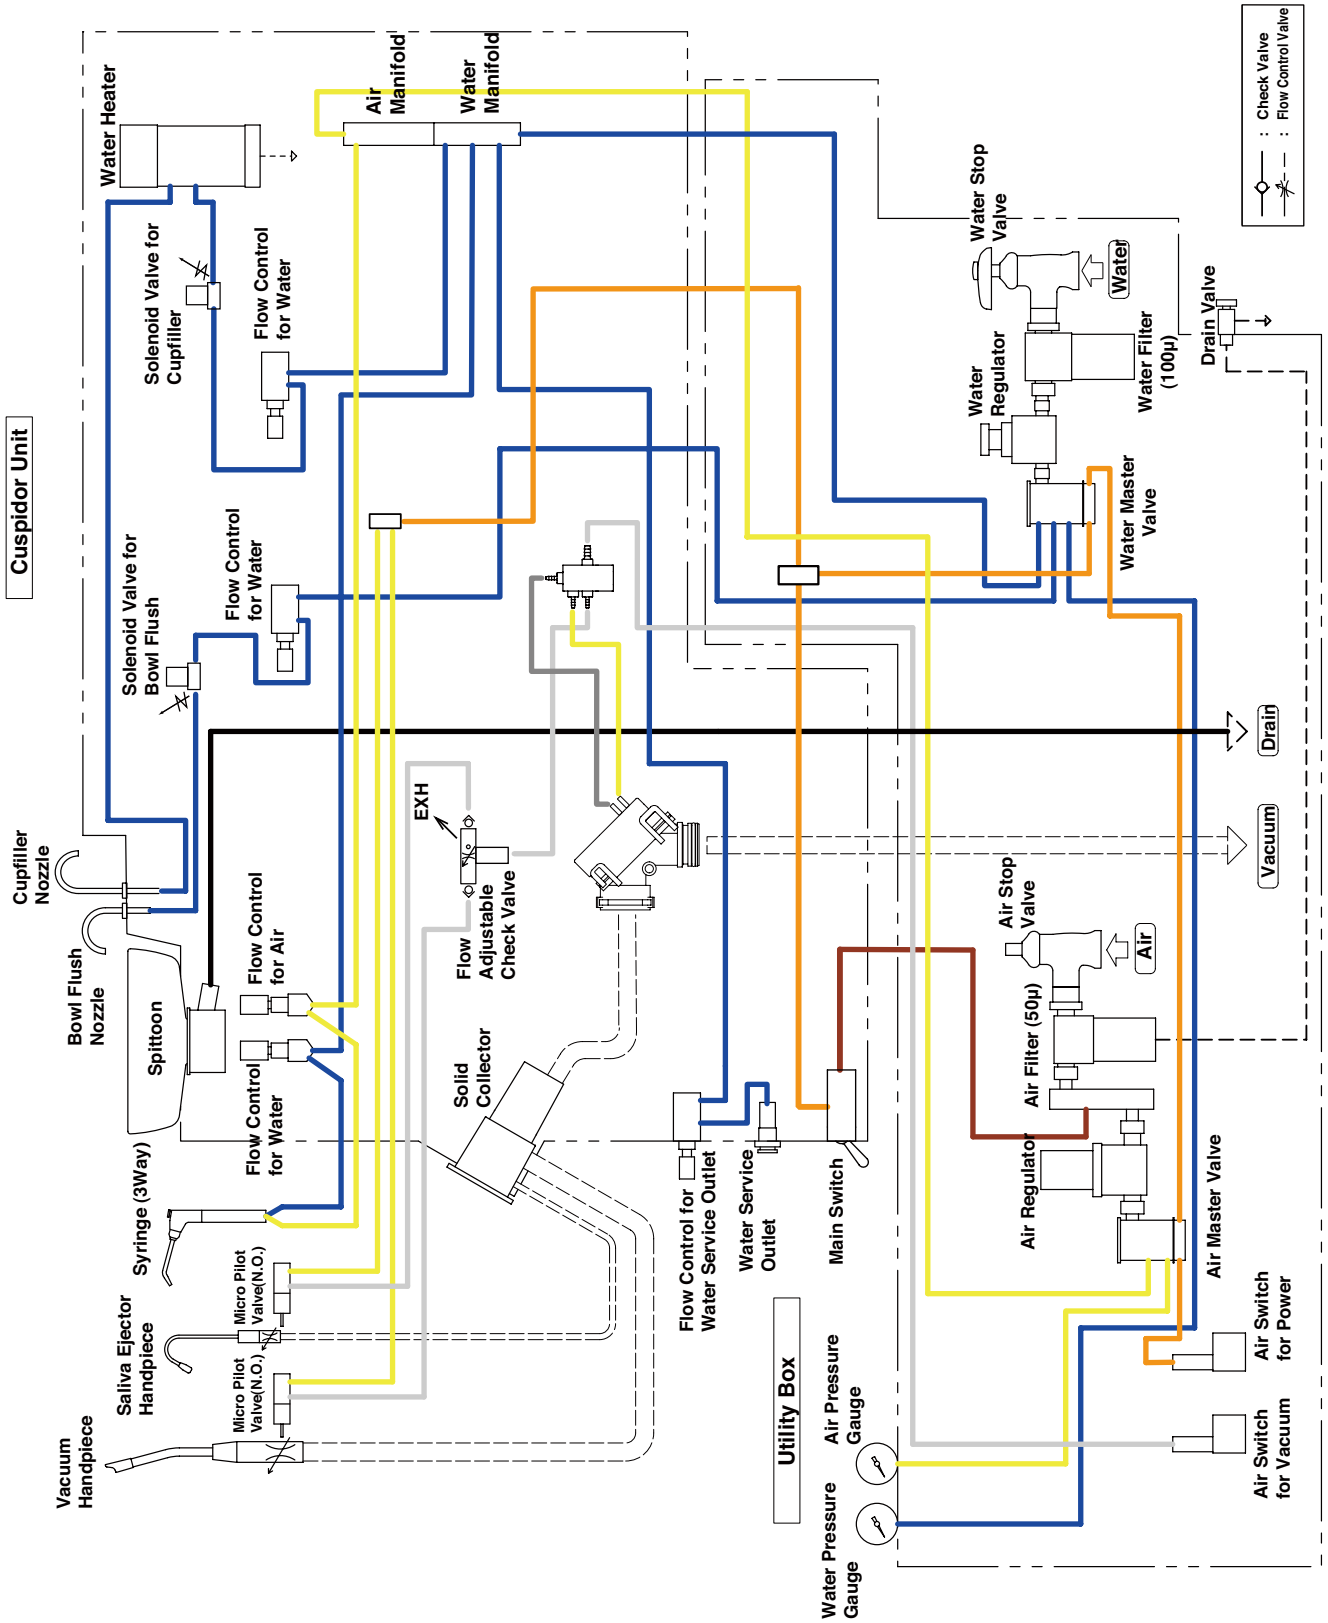 Cuspidor Unit
Water Heater
Air
Manifold
Water
Manifold
Solenoid Valve for
Cupfiller
Flow Control
for Water
Solenoid Valve for
Bowl Flush
Flow Control
for Water
Cupfiller
Nozzle
Bowl Flush
Nozzle
Spittoon
Flow Control
for Air
Flow Control
for Water
Syringe (3Way)
Micro Pilot
Valve(N.O.)
Saliva Ejector
Handpiece
Micro Pilot
Valve(N.O.)
Vacuum
Handpiece
EXH
Flow
Adjustable
Check Valve
Solid
Collector
Flow Control for
Water Service Outlet
Water Service
Outlet
Main Switch
Utility Box
Water Stop
Valve
Water
Water Filter
(100μ)
Water
Regulator
Water Master
Valve
Drain Valve
Drain
Vacuum
Air Stop
Valve
Air
Air Filter (50μ)
Air Regulator
Air Master Valve
Air Switch
for Power
Air Switch
for Vacuum
Air Pressure
Gauge
Water Pressure
Gauge
: Check Valve
: Flow Control Valve